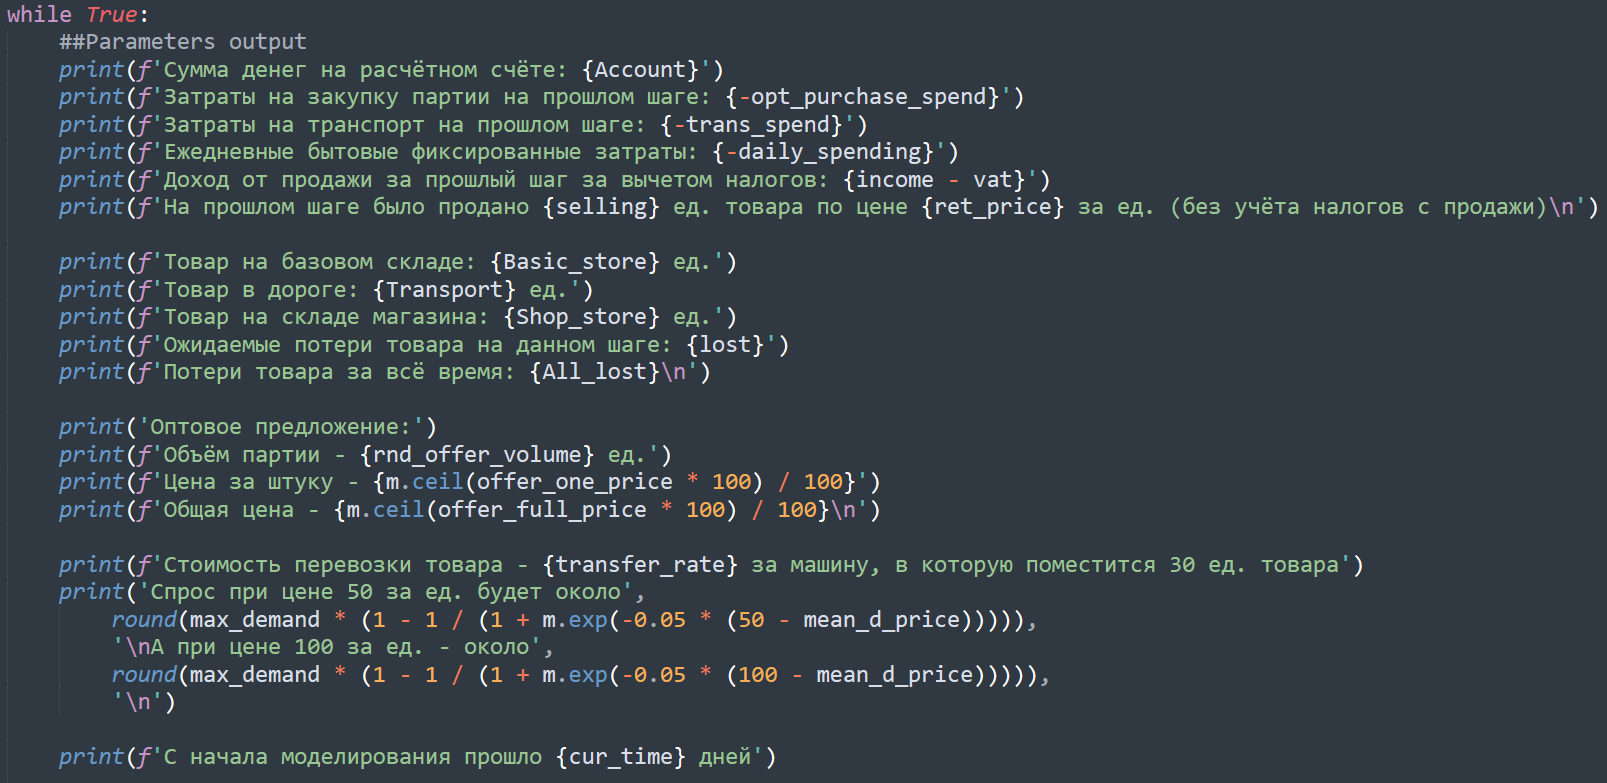 while True:
    ##Parameters output
    print(f'Сумма денег на расчётном счёте: {Account}')
    print(f'Затраты на закупку партии на прошлом шаге: {-opt_purchase_spend}')
    print(f'Затраты на транспорт на прошлом шаге: {-trans_spend}')
    print(f'Ежедневные бытовые фиксированные затраты: {-daily_spending}')
    print(f'Доход от продажи за прошлый шаг за вычетом налогов: {income - vat}')
    print(f'На прошлом шаге было продано {selling} ед. товара по цене {ret_price} за ед. (без учёта налогов с продажи)\n')

    print(f'Товар на базовом складе: {Basic_store} ед.')
    print(f'Товар в дороге: {Transport} ед.')
    print(f'Товар на складе магазина: {Shop_store} ед.')
    print(f'Ожидаемые потери товара на данном шаге: {lost}')
    print(f'Потери товара за всё время: {All_lost}\n')

    print('Оптовое предложение:')
    print(f'Объём партии - {rnd_offer_volume} ед.')
    print(f'Цена за штуку - {m.ceil(offer_one_price * 100) / 100}')
    print(f'Общая цена - {m.ceil(offer_full_price * 100) / 100}\n')

    print(f'Стоимость перевозки товара - {transfer_rate} за машину, в которую поместится 30 ед. товара')
    print('Спрос при цене 50 за ед. будет около',
        round(max_demand * (1 - 1 / (1 + m.exp(-0.05 * (50 - mean_d_price))))),
        '\nА при цене 100 за ед. - около',
        round(max_demand * (1 - 1 / (1 + m.exp(-0.05 * (100 - mean_d_price))))),
        '\n')

    print(f'С начала моделирования прошло {cur_time} дней')